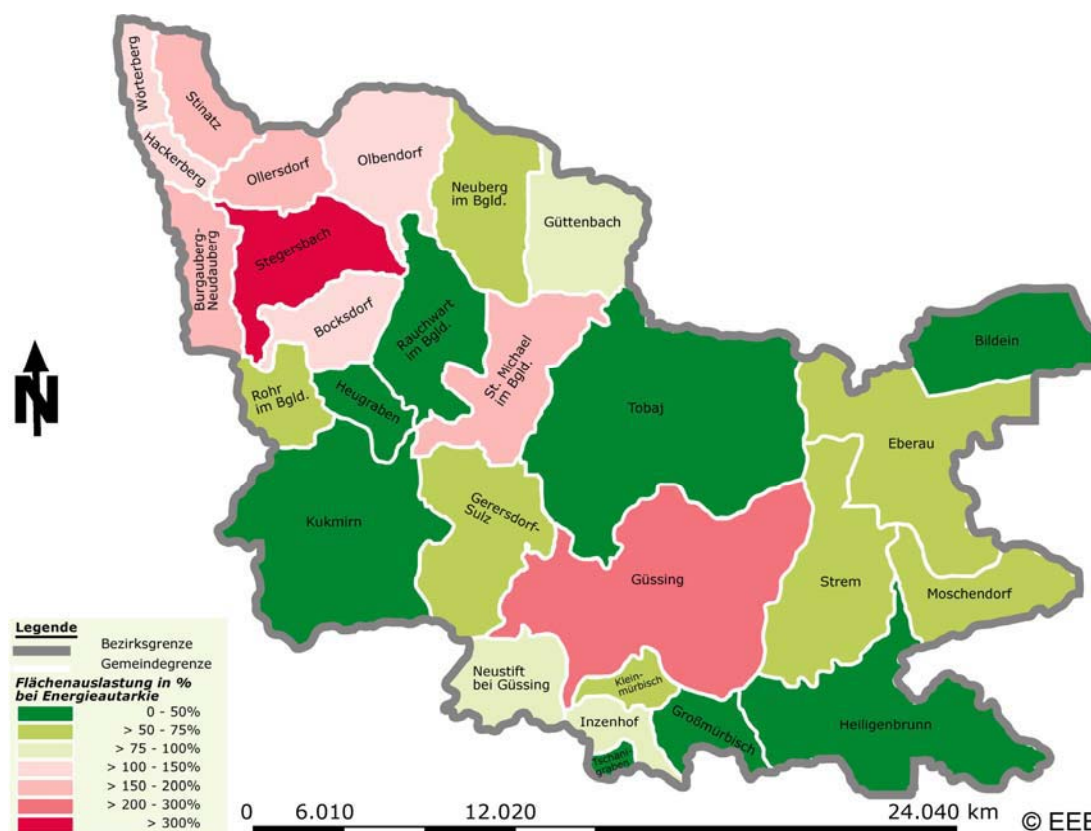 Wörterberg
Stinatz
Hackerberg
Ollersdorf
Olbendorf
Neuberg
im Bgld.
Güttenbach
Burgauberg-
Neudauberg
Stegersbach
Bocksdorf
Rauchwart
im Bgld.
St. Michael
im Bgld.
Bildein
Rohr
im Bgld.
Heugraben
Tobaj
Eberau
Kukmirn
Gerersdorf-
Sulz
Güssing
Strem
Moschendorf
Neustift
bei Güssing
Klein-
mürbisch
Inzenhof
Großmürbisch
Heiligenbrunn
Tschani-
graben
N
Legende
Bezirksgrenze
Gemeindegrenze
Flächenauslastung in %
bei Energieautarkie
0 - 50%
> 50 - 75%
> 75 - 100%
> 100 - 150%
> 150 - 200%
> 200 - 300%
> 300%
0 6.010 12.020 24.040 km
© EEE